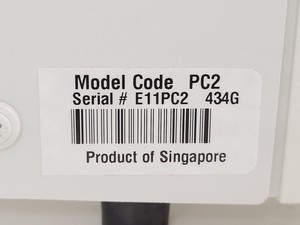 Model Code PC2
Serial # E11PC2 434G
Product of Singapore